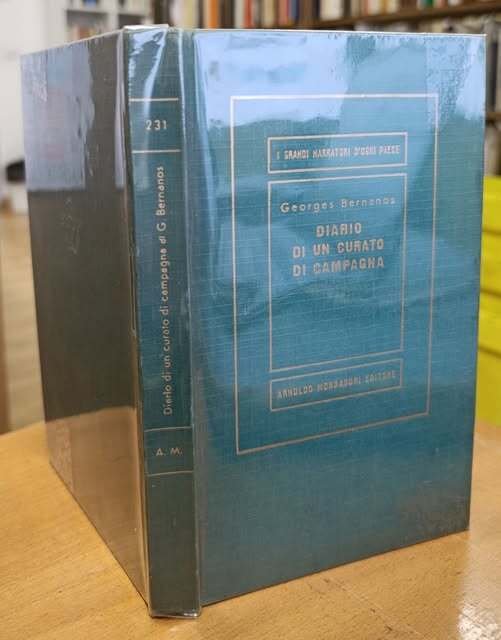 231
Diario di un curato di campagna di G. Bernanos
A. M.
I GRANDI NARRATORI D'OGNI PAESE
Georges Bernanos
DIARIO
DI UN CURATO
DI CAMPAGNA
ARNOLDO MONDADORI EDITORE